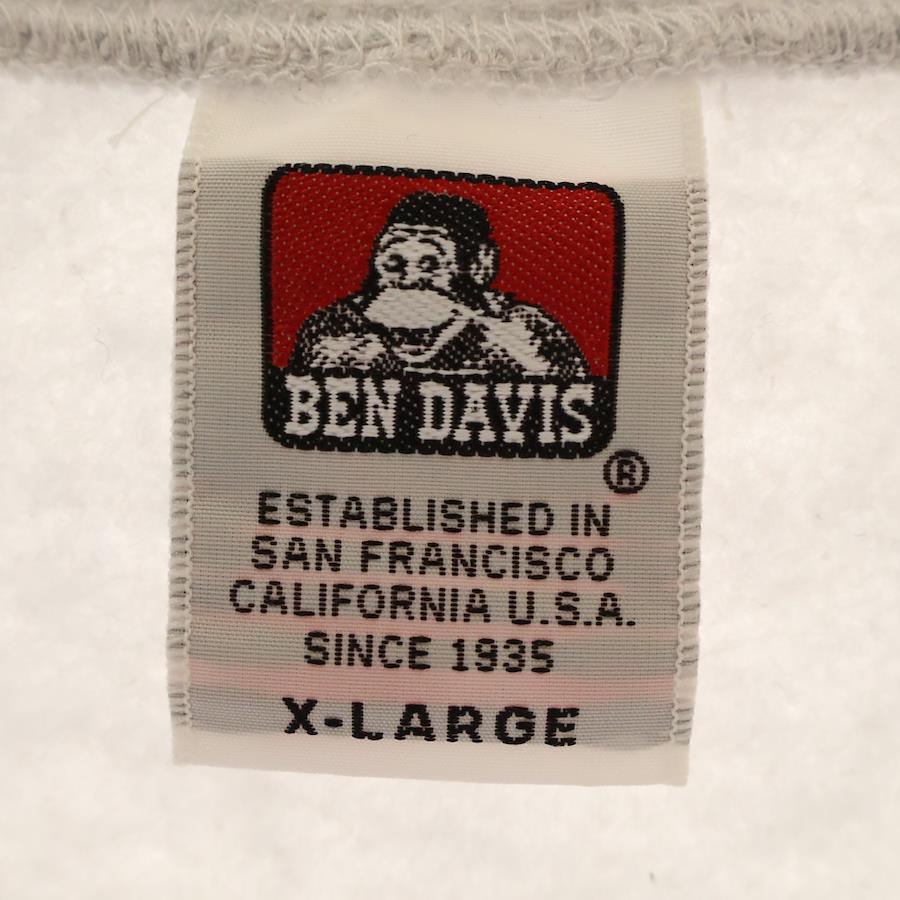 BEN DAVIS
®
ESTABLISHED IN
SAN FRANCISCO
CALIFORNIA U.S.A.
SINCE 1935
X-LARGE